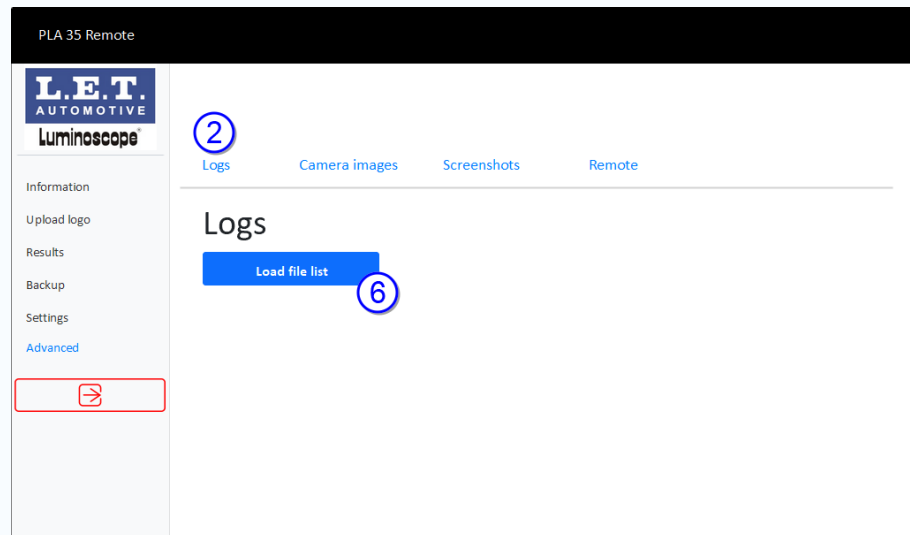 PLA 35 Remote
L.E.T.
AUTOMOTIVE
Luminoscope®
2
Logs Camera images Screenshots Remote
Information
Upload logo
Results
Backup
Settings
Advanced
Logs
Load file list
6